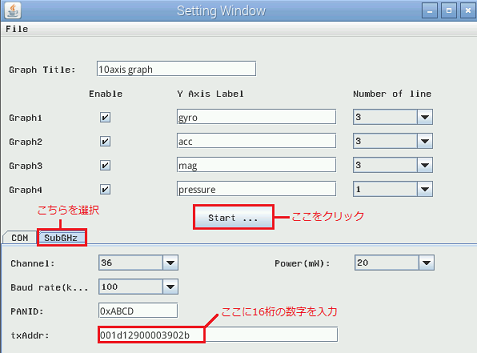 Setting Window
File
Graph Title: 10axis graph
Enable Y Axis Label Number of line
Graph1 gyro 3
Graph2 acc 3
Graph3 mag 3
Graph4 pressure 1
こちらを選択
Start ... ここをクリック
COM SubGHz
Channel: 36 Power(mW): 20
Baud rate(k... 100
PANID: 0xABCD
ここに16桁の数字を入力
txAddr: 001d12900003902b